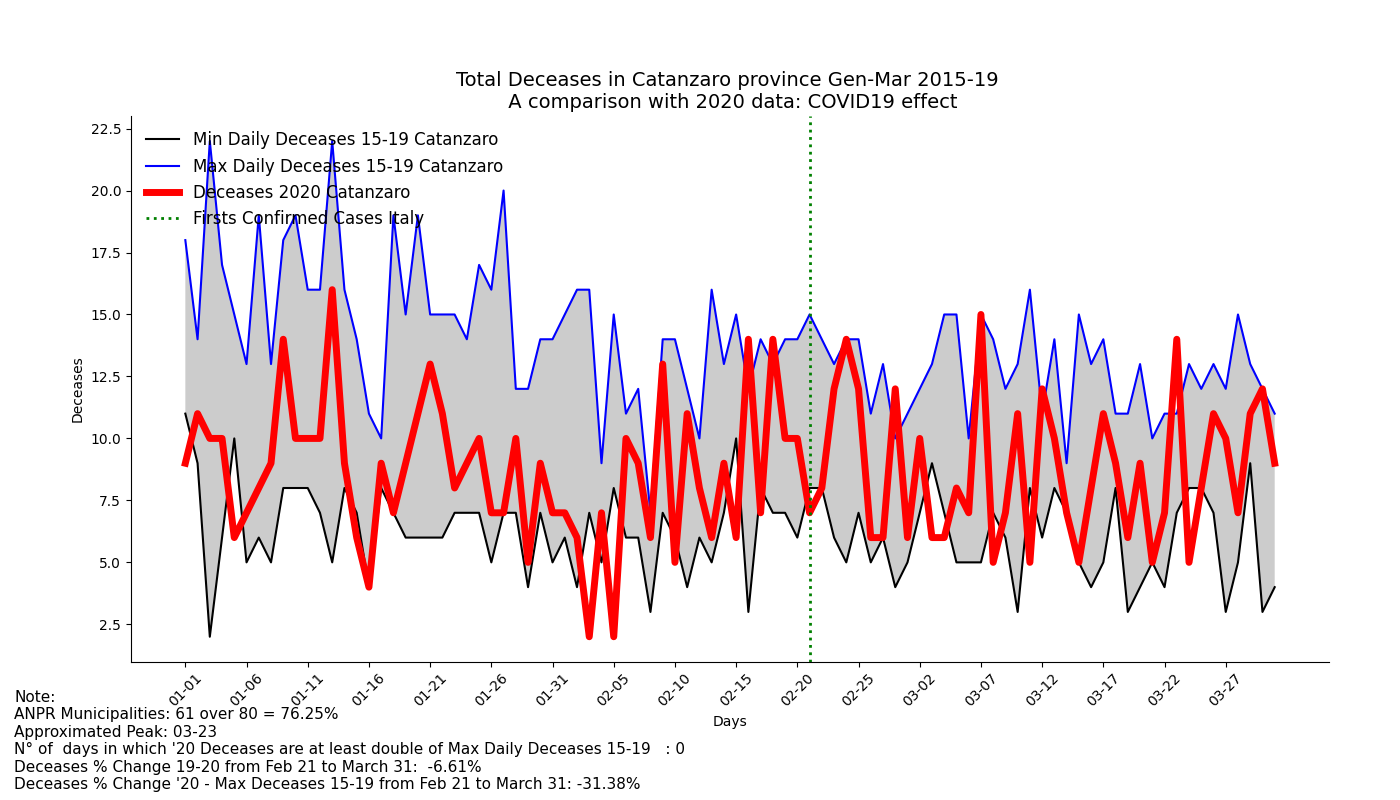 Total Deceases in Catanzaro province Gen-Mar 2015-19
A comparison with 2020 data: COVID19 effect
Min Daily Deceases 15-19 Catanzaro
Max Daily Deceases 15-19 Catanzaro
Deceases 2020 Catanzaro
Firsts Confirmed Cases Italy
22.5
20.0
17.5
15.0
12.5
10.0
7.5
5.0
2.5
Deceases
01-01 01-06 01-11 01-16 01-21 01-26 01-31 02-05 02-10 02-15 02-20 02-25 03-02 03-07 03-12 03-17 03-22 03-27
Days
Note:
ANPR Municipalities: 61 over 80 = 76.25%
Approximated Peak: 03-23
N° of  days in which '20 Deceases are at least double of Max Daily Deceases 15-19   : 0
Deceases % Change 19-20 from Feb 21 to March 31:  -6.61%
Deceases % Change '20 - Max Deceases 15-19 from Feb 21 to March 31: -31.38%